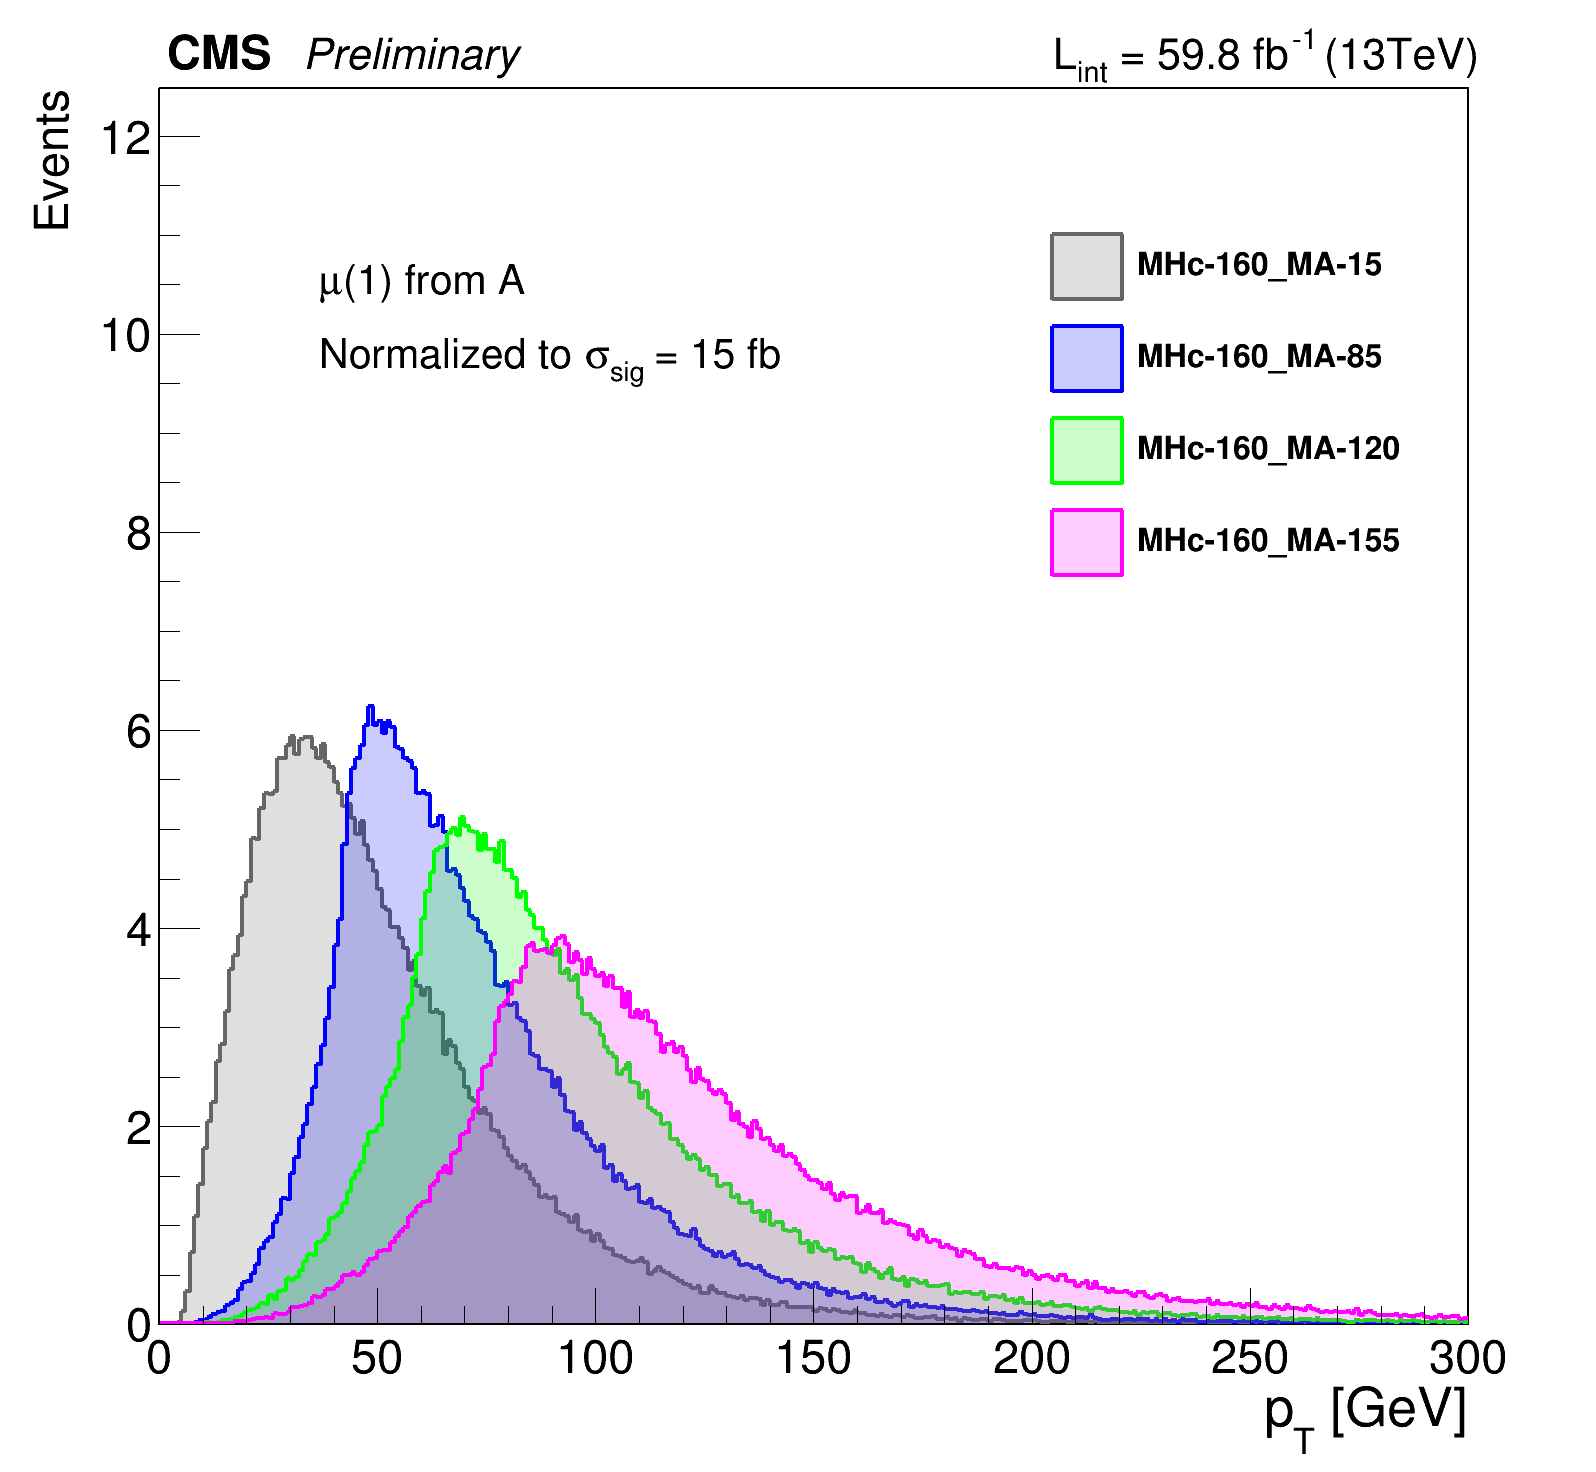 CMS Preliminary
L_int = 59.8 fb^-1 (13TeV)
Events
12
10
8
6
4
2
0
μ(1) from A
Normalized to σ_sig = 15 fb
MHc-160_MA-15
MHc-160_MA-85
MHc-160_MA-120
MHc-160_MA-155
0 50 100 150 200 250 300
p_T [GeV]